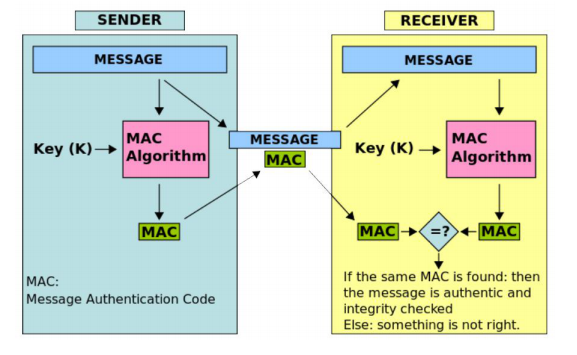 SENDER
MESSAGE
Key (K)
MAC
Algorithm
MAC
MAC:
Message Authentication Code
MESSAGE
MAC
RECEIVER
MESSAGE
Key (K)
MAC
Algorithm
MAC
=?
MAC
If the same MAC is found: then
the message is authentic and
integrity checked
Else: something is not right.